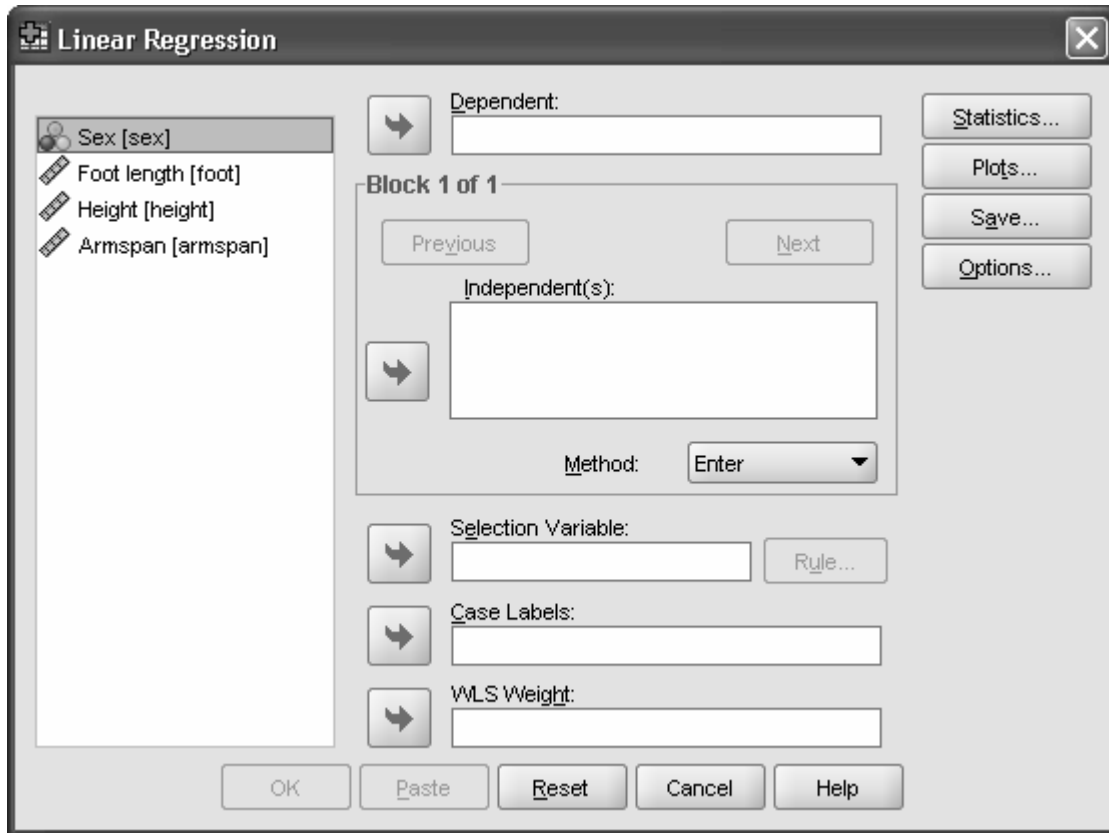 Linear Regression
Sex [sex]
Foot length [foot]
Height [height]
Armspan [armspan]
Dependent:
Block 1 of 1
Previous
Next
Independent(s):
Method:
Enter
Selection Variable:
Rule...
Case Labels:
WLS Weight:
Statistics...
Plots...
Save...
Options...
OK
Paste
Reset
Cancel
Help